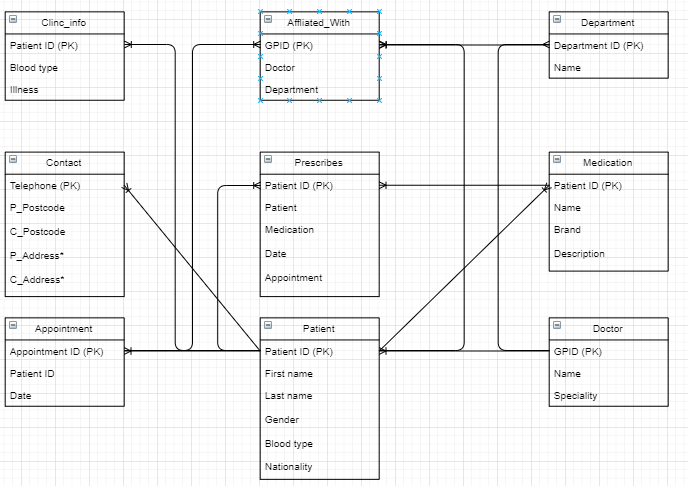 Clinc_info
Patient ID (PK)
Blood type
Illness
Affliated_With
GPID (PK)
Doctor
Department
Department
Department ID (PK)
Name
Contact
Telephone (PK)
P_Postcode
C_Postcode
P_Address*
C_Address*
Prescribes
Patient ID (PK)
Patient
Medication
Date
Appointment
Medication
Patient ID (PK)
Name
Brand
Description
Appointment
Appointment ID (PK)
Patient ID
Date
Patient
Patient ID (PK)
First name
Last name
Gender
Blood type
Nationality
Doctor
GPID (PK)
Name
Speciality